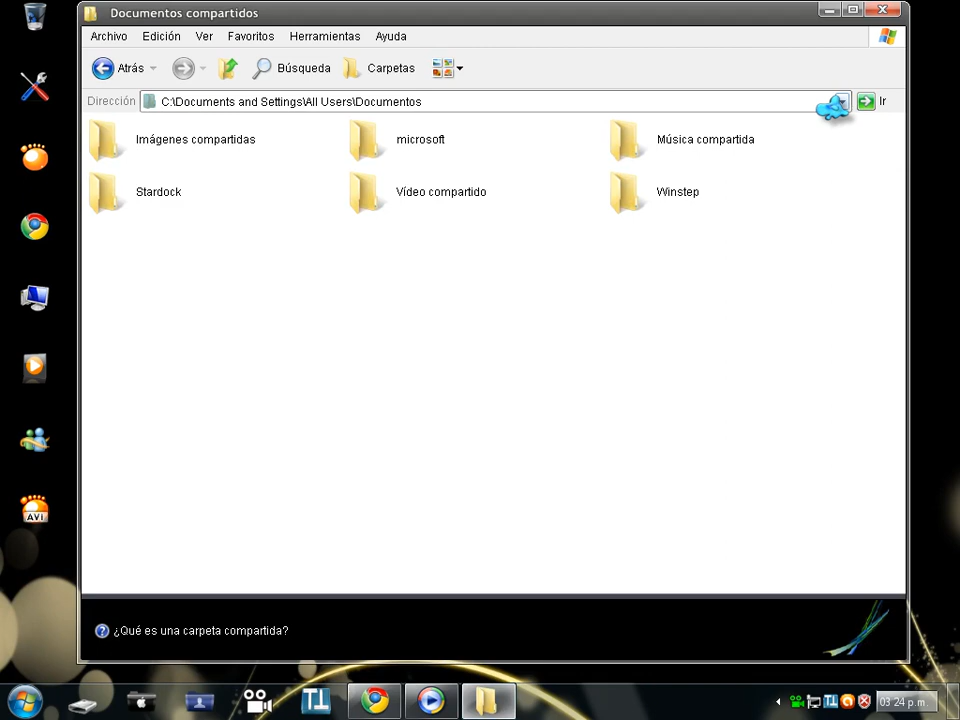 Documentos compartidos
Archivo Edición Ver Favoritos Herramientas Ayuda
Atrás Búsqueda Carpetas
Dirección C:\Documents and Settings\All Users\Documentos Ir
Imágenes compartidas microsoft Música compartida
Stardock Vídeo compartido Winstep
AVI
¿Qué es una carpeta compartida?
03:24 p.m.